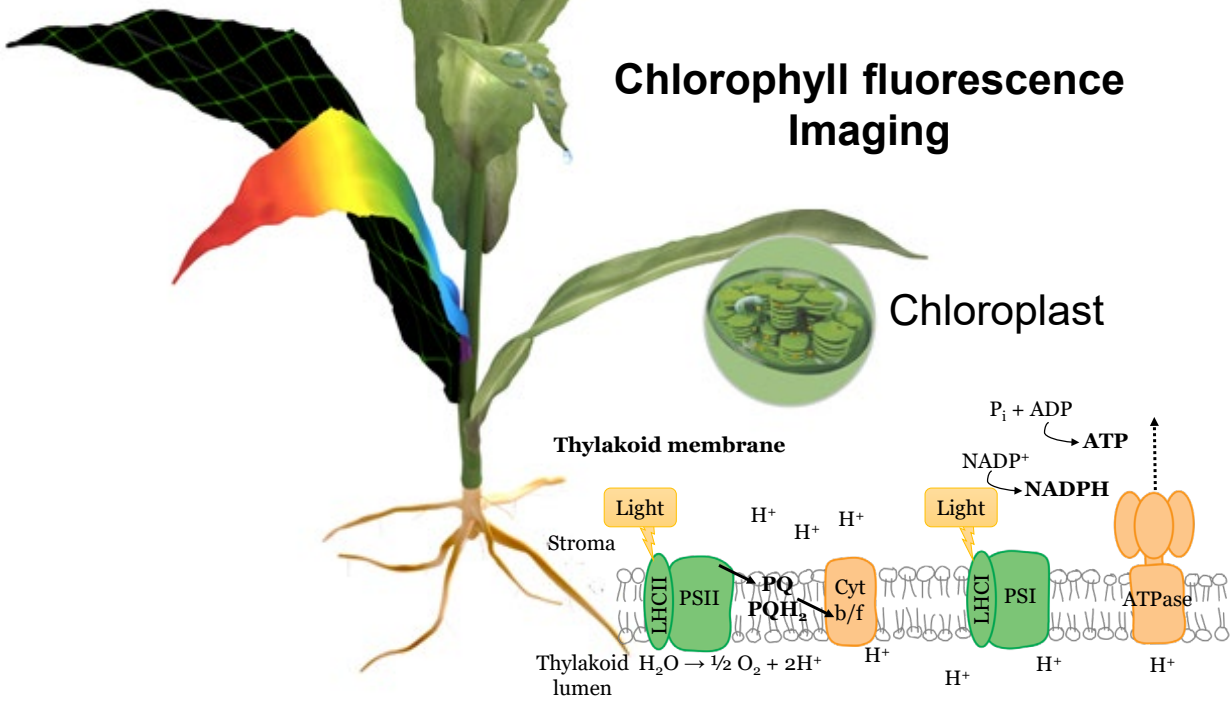 Chlorophyll fluorescence
Imaging
Chloroplast
Pᵢ + ADP
ATP
Thylakoid membrane
NADP⁺
NADPH
Light
Light
H⁺
H⁺
H⁺
Stroma
LHCII
PSII
PQ
PQH₂
Cyt
b/f
LHCI
PSI
ATPase
Thylakoid
lumen
H₂O → ½ O₂ + 2H⁺
H⁺
H⁺
H⁺
H⁺